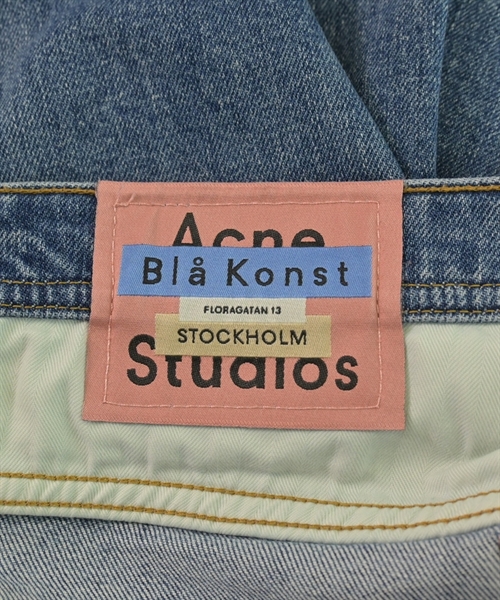 Acne
Blå Konst
FLORAGATAN 13
STOCKHOLM
Studios